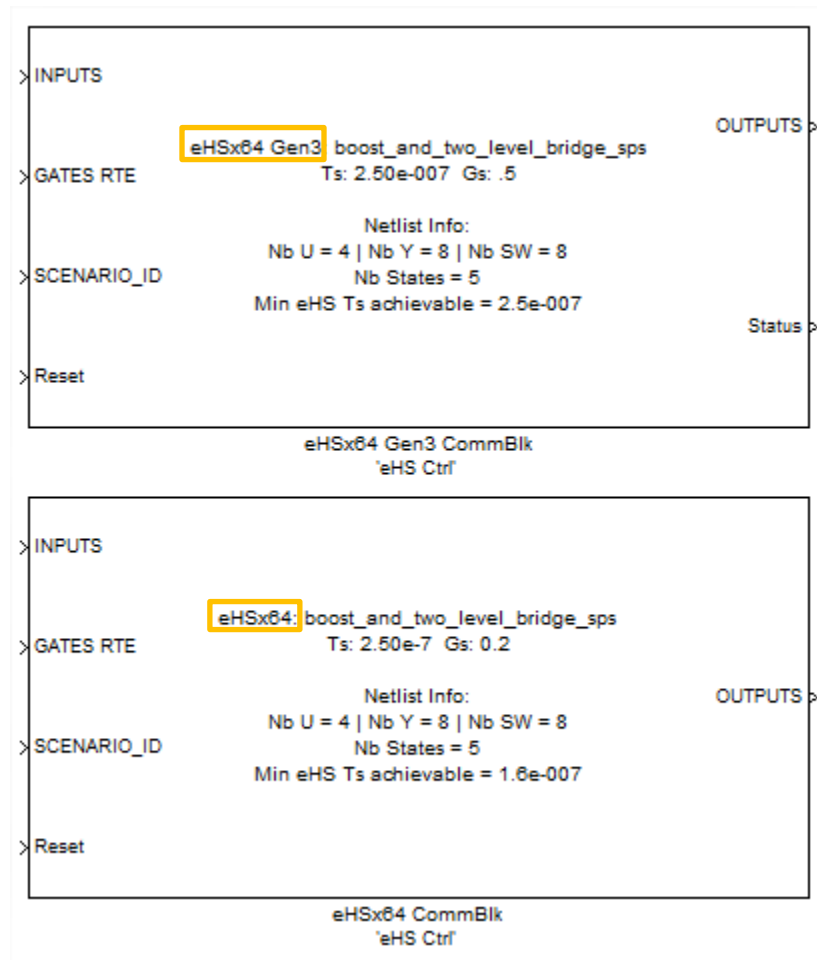 INPUTS
OUTPUTS
eHSx64 Gen3 boost_and_two_level_bridge_sps
GATES RTE
Ts: 2.50e-007 Gs: .5
Netlist Info:
Nb U = 4 | Nb Y = 8 | Nb SW = 8
SCENARIO_ID
Nb States = 5
Min eHS Ts achievable = 2.5e-007
Status
Reset
eHSx64 Gen3 CommBlk
'eHS Ctrl'
INPUTS
eHSx64: boost_and_two_level_bridge_sps
GATES RTE
Ts: 2.50e-7 Gs: 0.2
Netlist Info:
OUTPUTS
Nb U = 4 | Nb Y = 8 | Nb SW = 8
SCENARIO_ID
Nb States = 5
Min eHS Ts achievable = 1.6e-007
Reset
eHSx64 CommBlk
'eHS Ctrl'